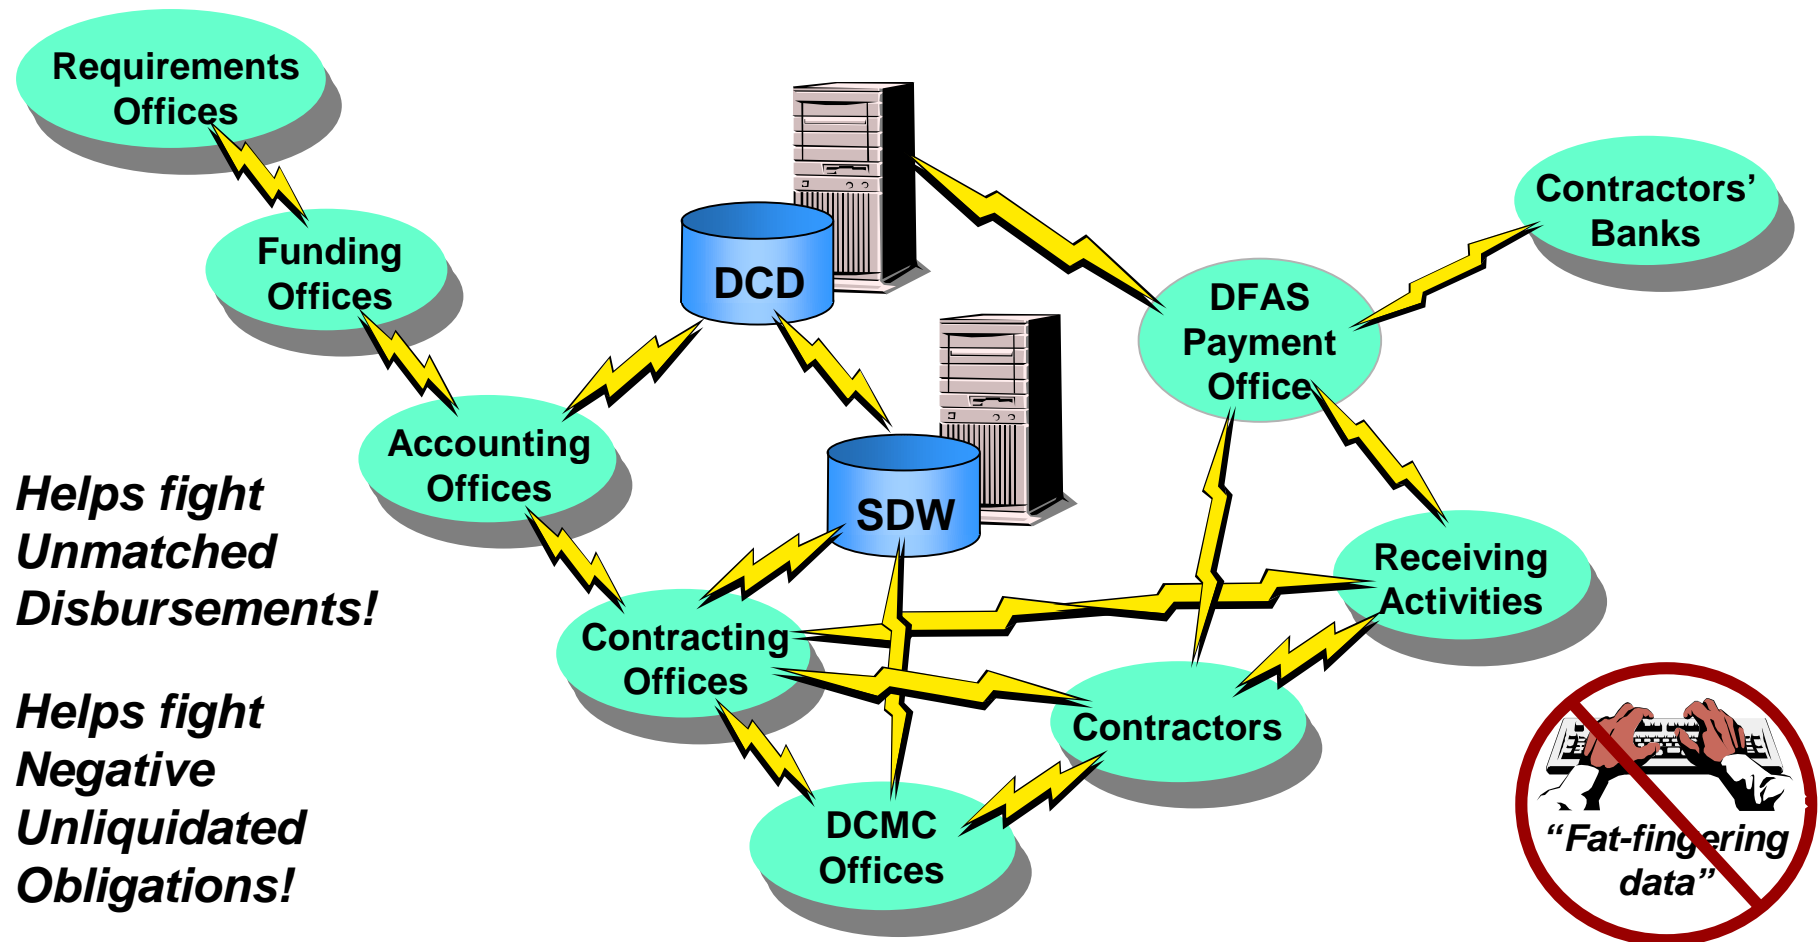 Requirements
Offices
Funding
Offices
Accounting
Offices
DCD
SDW
DFAS
Payment
Office
Contractors’
Banks
Receiving
Activities
Contracting
Offices
Contractors
DCMC
Offices
Helps fight
Unmatched
Disbursements!
Helps fight
Negative
Unliquidated
Obligations!
“Fat-fingering
data”